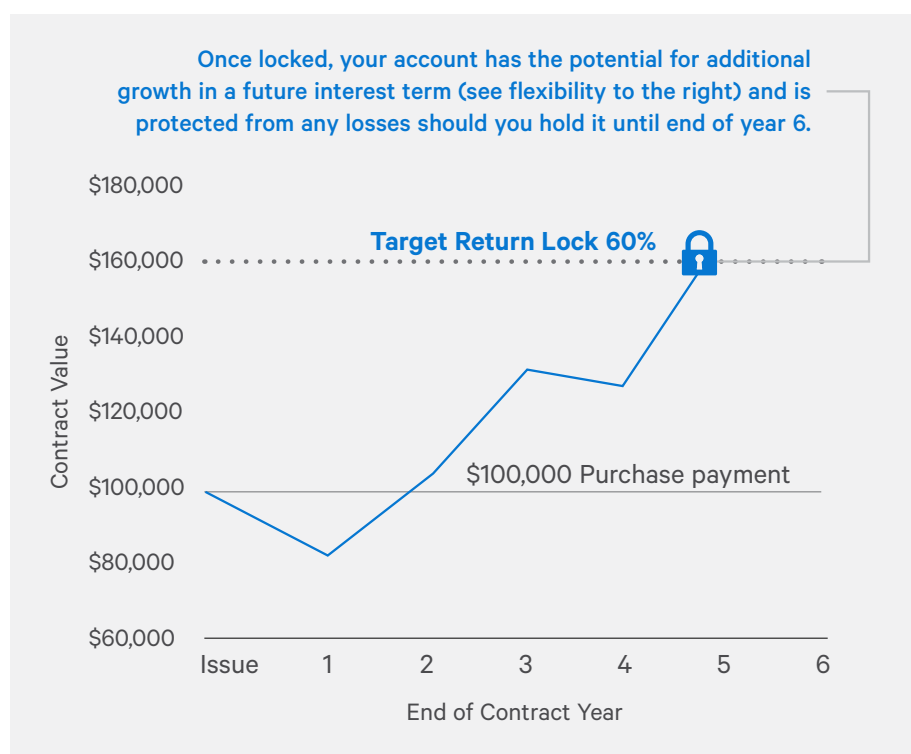 Once locked, your account has the potential for additional
growth in a future interest term (see flexibility to the right) and is
protected from any losses should you hold it until end of year 6.
$180,000
Target Return Lock 60%
$160,000
$140,000
$120,000
$100,000
$100,000 Purchase payment
$80,000
$60,000
Contract Value
Issue 1 2 3 4 5 6
End of Contract Year